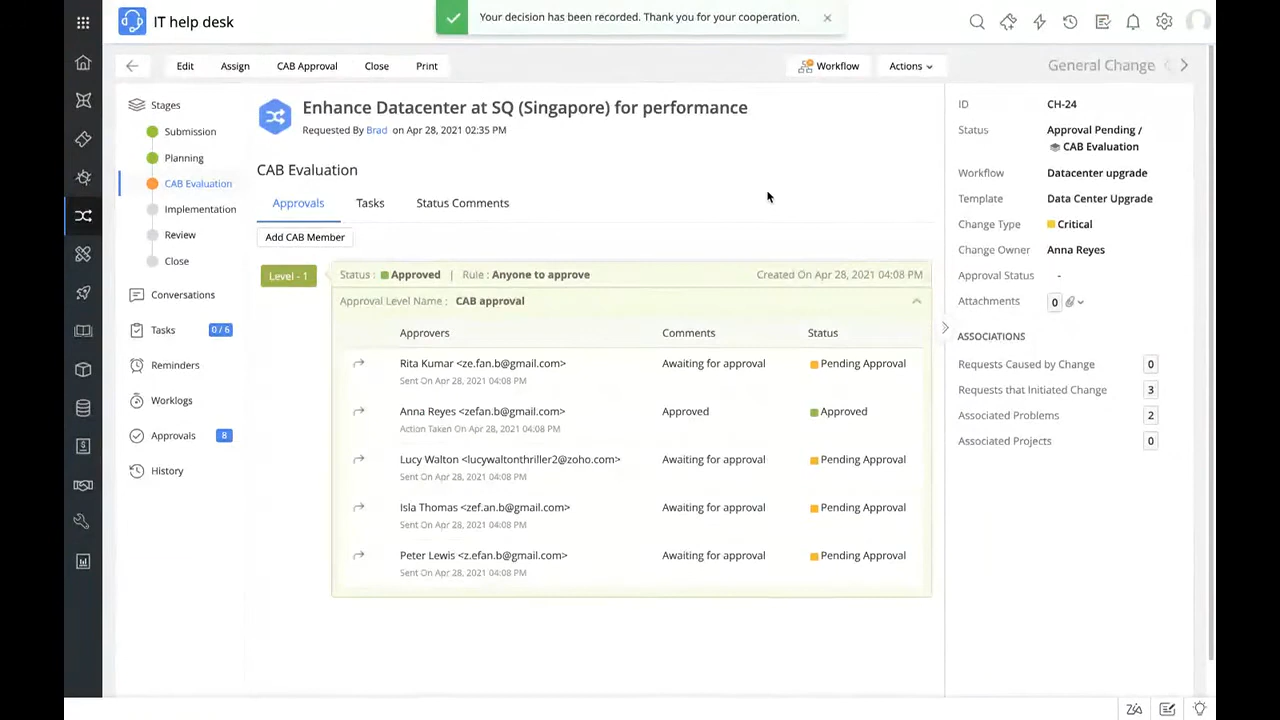 IT help desk
Your decision has been recorded. Thank you for your cooperation.
Edit Assign CAB Approval Close Print
Workflow Actions
General Change
Stages
Submission
Planning
CAB Evaluation
Implementation
Review
Close
Conversations
Tasks 0 / 6
Reminders
Worklogs
Approvals 8
History
Enhance Datacenter at SQ (Singapore) for performance
Requested By Brad on Apr 28, 2021 02:35 PM
CAB Evaluation
Approvals Tasks Status Comments
Add CAB Member
Level - 1
Status : Approved | Rule : Anyone to approve Created On Apr 28, 2021 04:08 PM
Approval Level Name : CAB approval
Approvers Comments Status
Rita Kumar <ze.fan.b@gmail.com> Awaiting for approval Pending Approval
Sent On Apr 28, 2021 04:08 PM
Anna Reyes <zefan.b@gmail.com> Approved Approved
Action Taken On Apr 28, 2021 04:08 PM
Lucy Walton <lucywaltonthriller2@zoho.com> Awaiting for approval Pending Approval
Sent On Apr 28, 2021 04:08 PM
Isla Thomas <zef.an.b@gmail.com> Awaiting for approval Pending Approval
Sent On Apr 28, 2021 04:08 PM
Peter Lewis <z.efan.b@gmail.com> Awaiting for approval Pending Approval
Sent On Apr 28, 2021 04:08 PM
ID CH-24
Status Approval Pending /
CAB Evaluation
Workflow Datacenter upgrade
Template Data Center Upgrade
Change Type Critical
Change Owner Anna Reyes
Approval Status -
Attachments 0
ASSOCIATIONS
Requests Caused by Change 0
Requests that Initiated Change 3
Associated Problems 2
Associated Projects 0